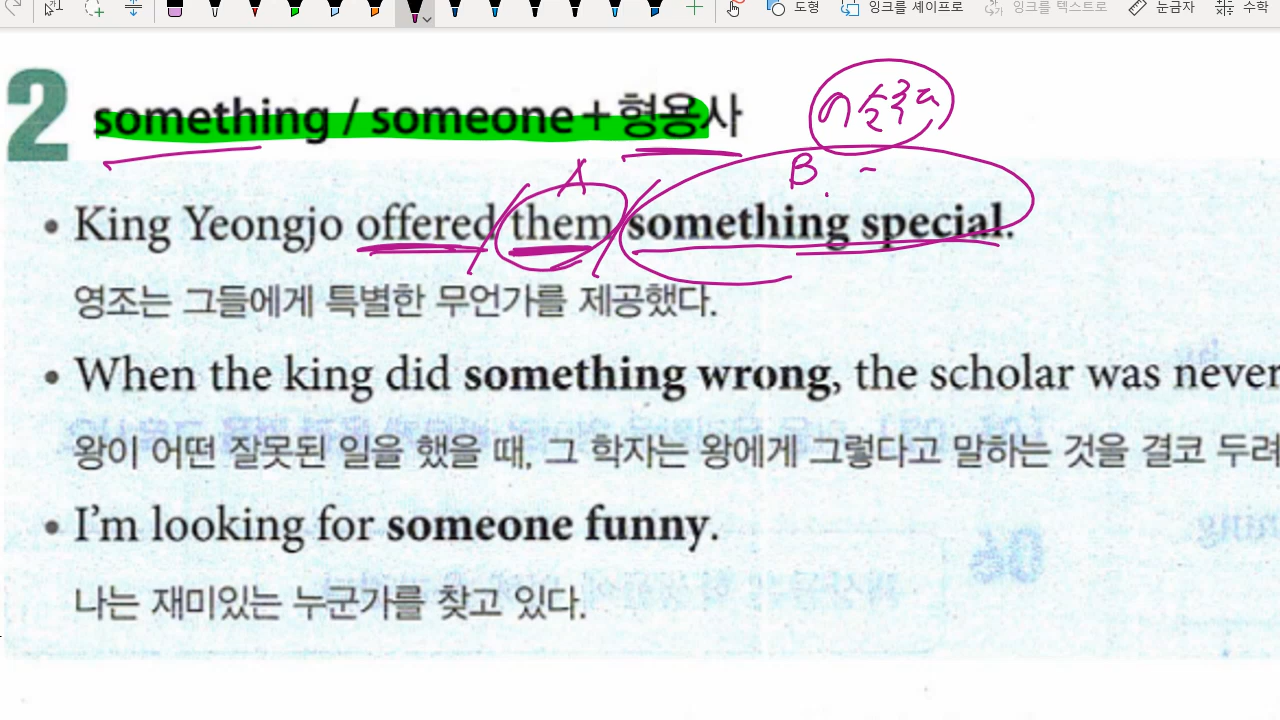 도형 잉크를 셰이프로 잉크를 텍스트로 눈금자 수학
2 something / someone + 형용사
A
B.
• King Yeongjo offered them something special.
영조는 그들에게 특별한 무언가를 제공했다.
• When the king did something wrong, the scholar was never
왕이 어떤 잘못된 일을 했을 때, 그 학자는 왕에게 그렇다고 말하는 것을 결코 두려
• I'm looking for someone funny.
나는 재미있는 누군가를 찾고 있다.